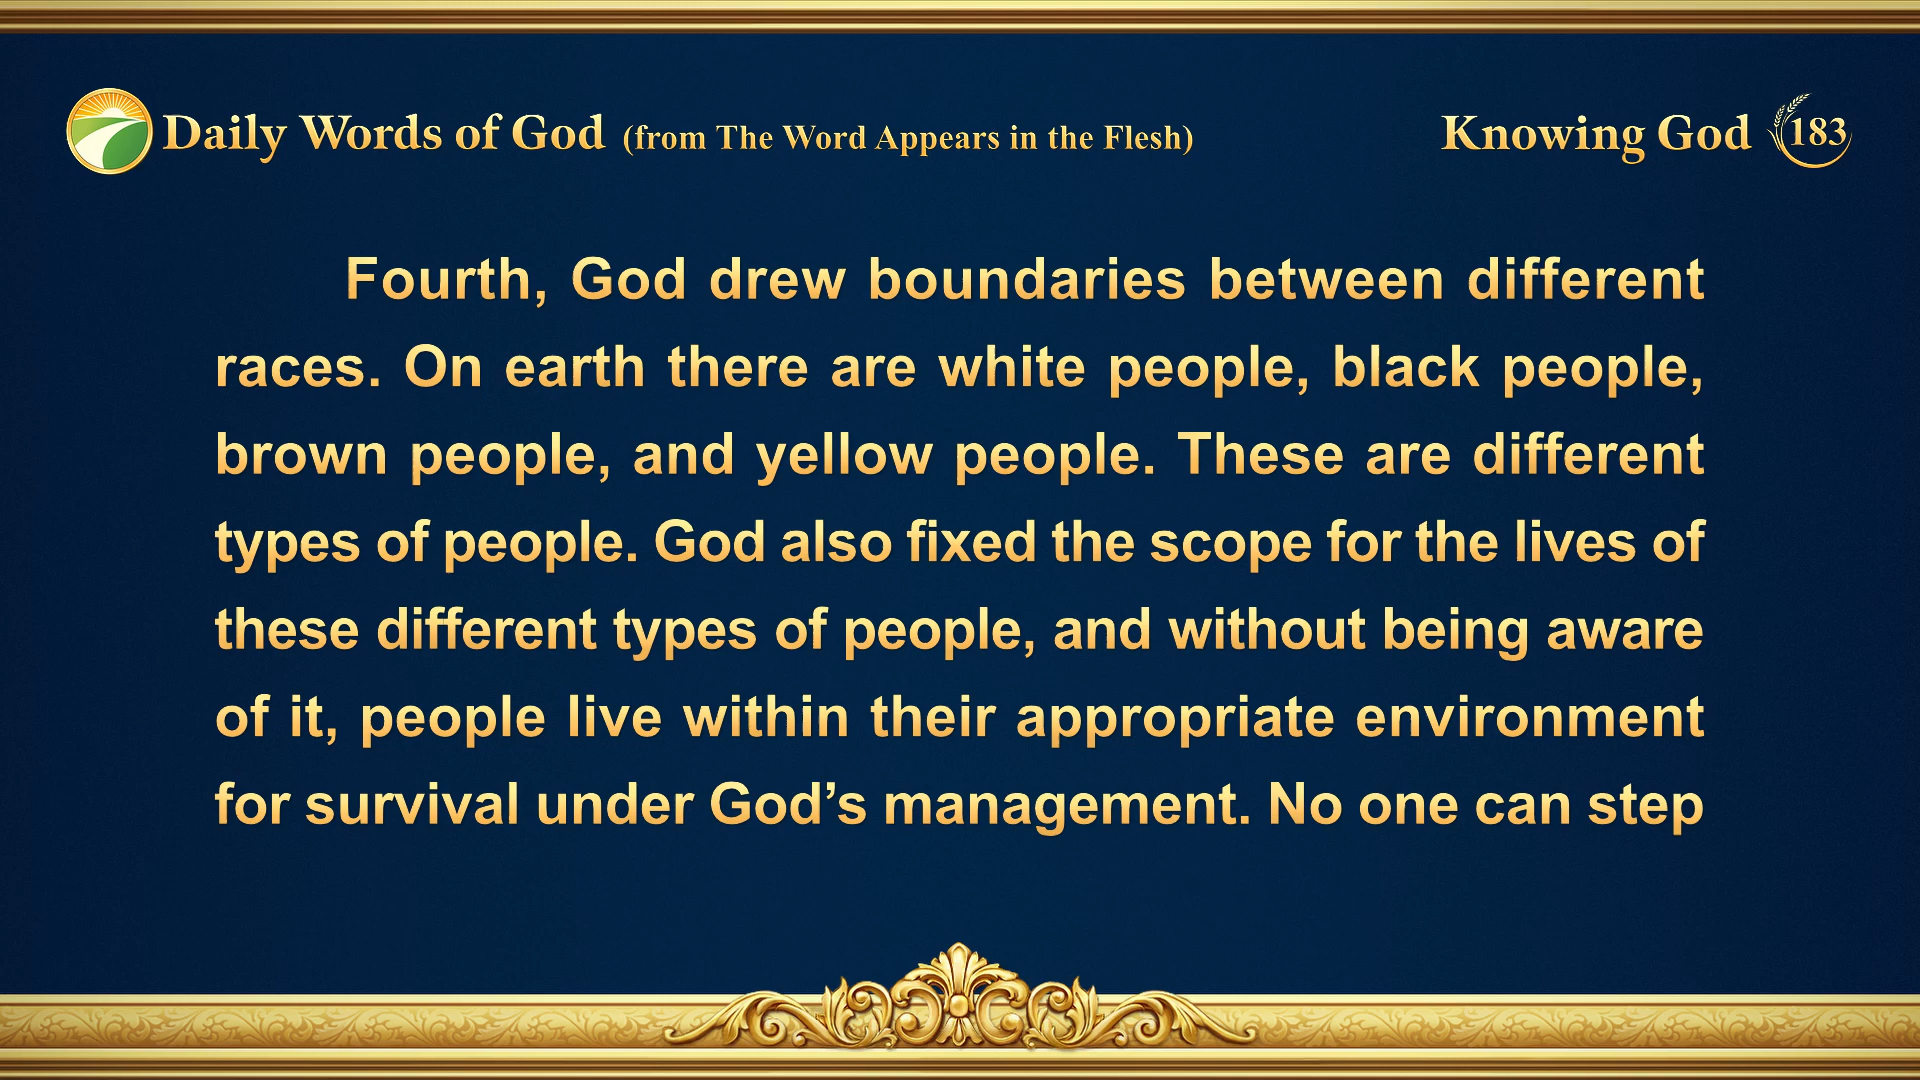 Daily Words of God (from The Word Appears in the Flesh)
Knowing God 183
Fourth, God drew boundaries between different
races. On earth there are white people, black people,
brown people, and yellow people. These are different
types of people. God also fixed the scope for the lives of
these different types of people, and without being aware
of it, people live within their appropriate environment
for survival under God’s management. No one can step